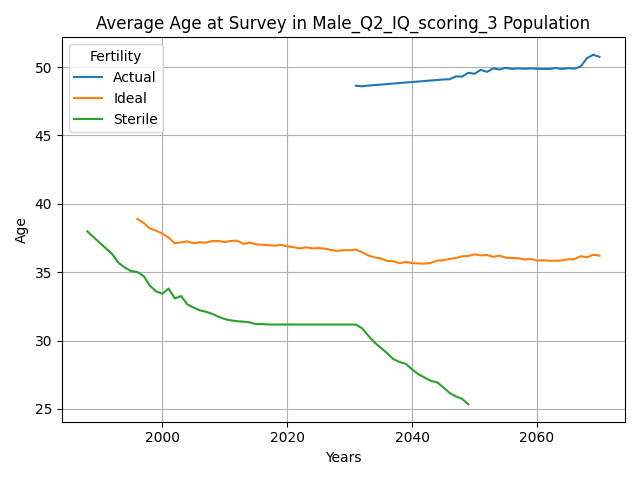 Average Age at Survey in Male_Q2_IQ_scoring_3 Population
Fertility
Actual
Ideal
Sterile
50
45
40
35
30
25
Age
2000
2020
2040
2060
Years